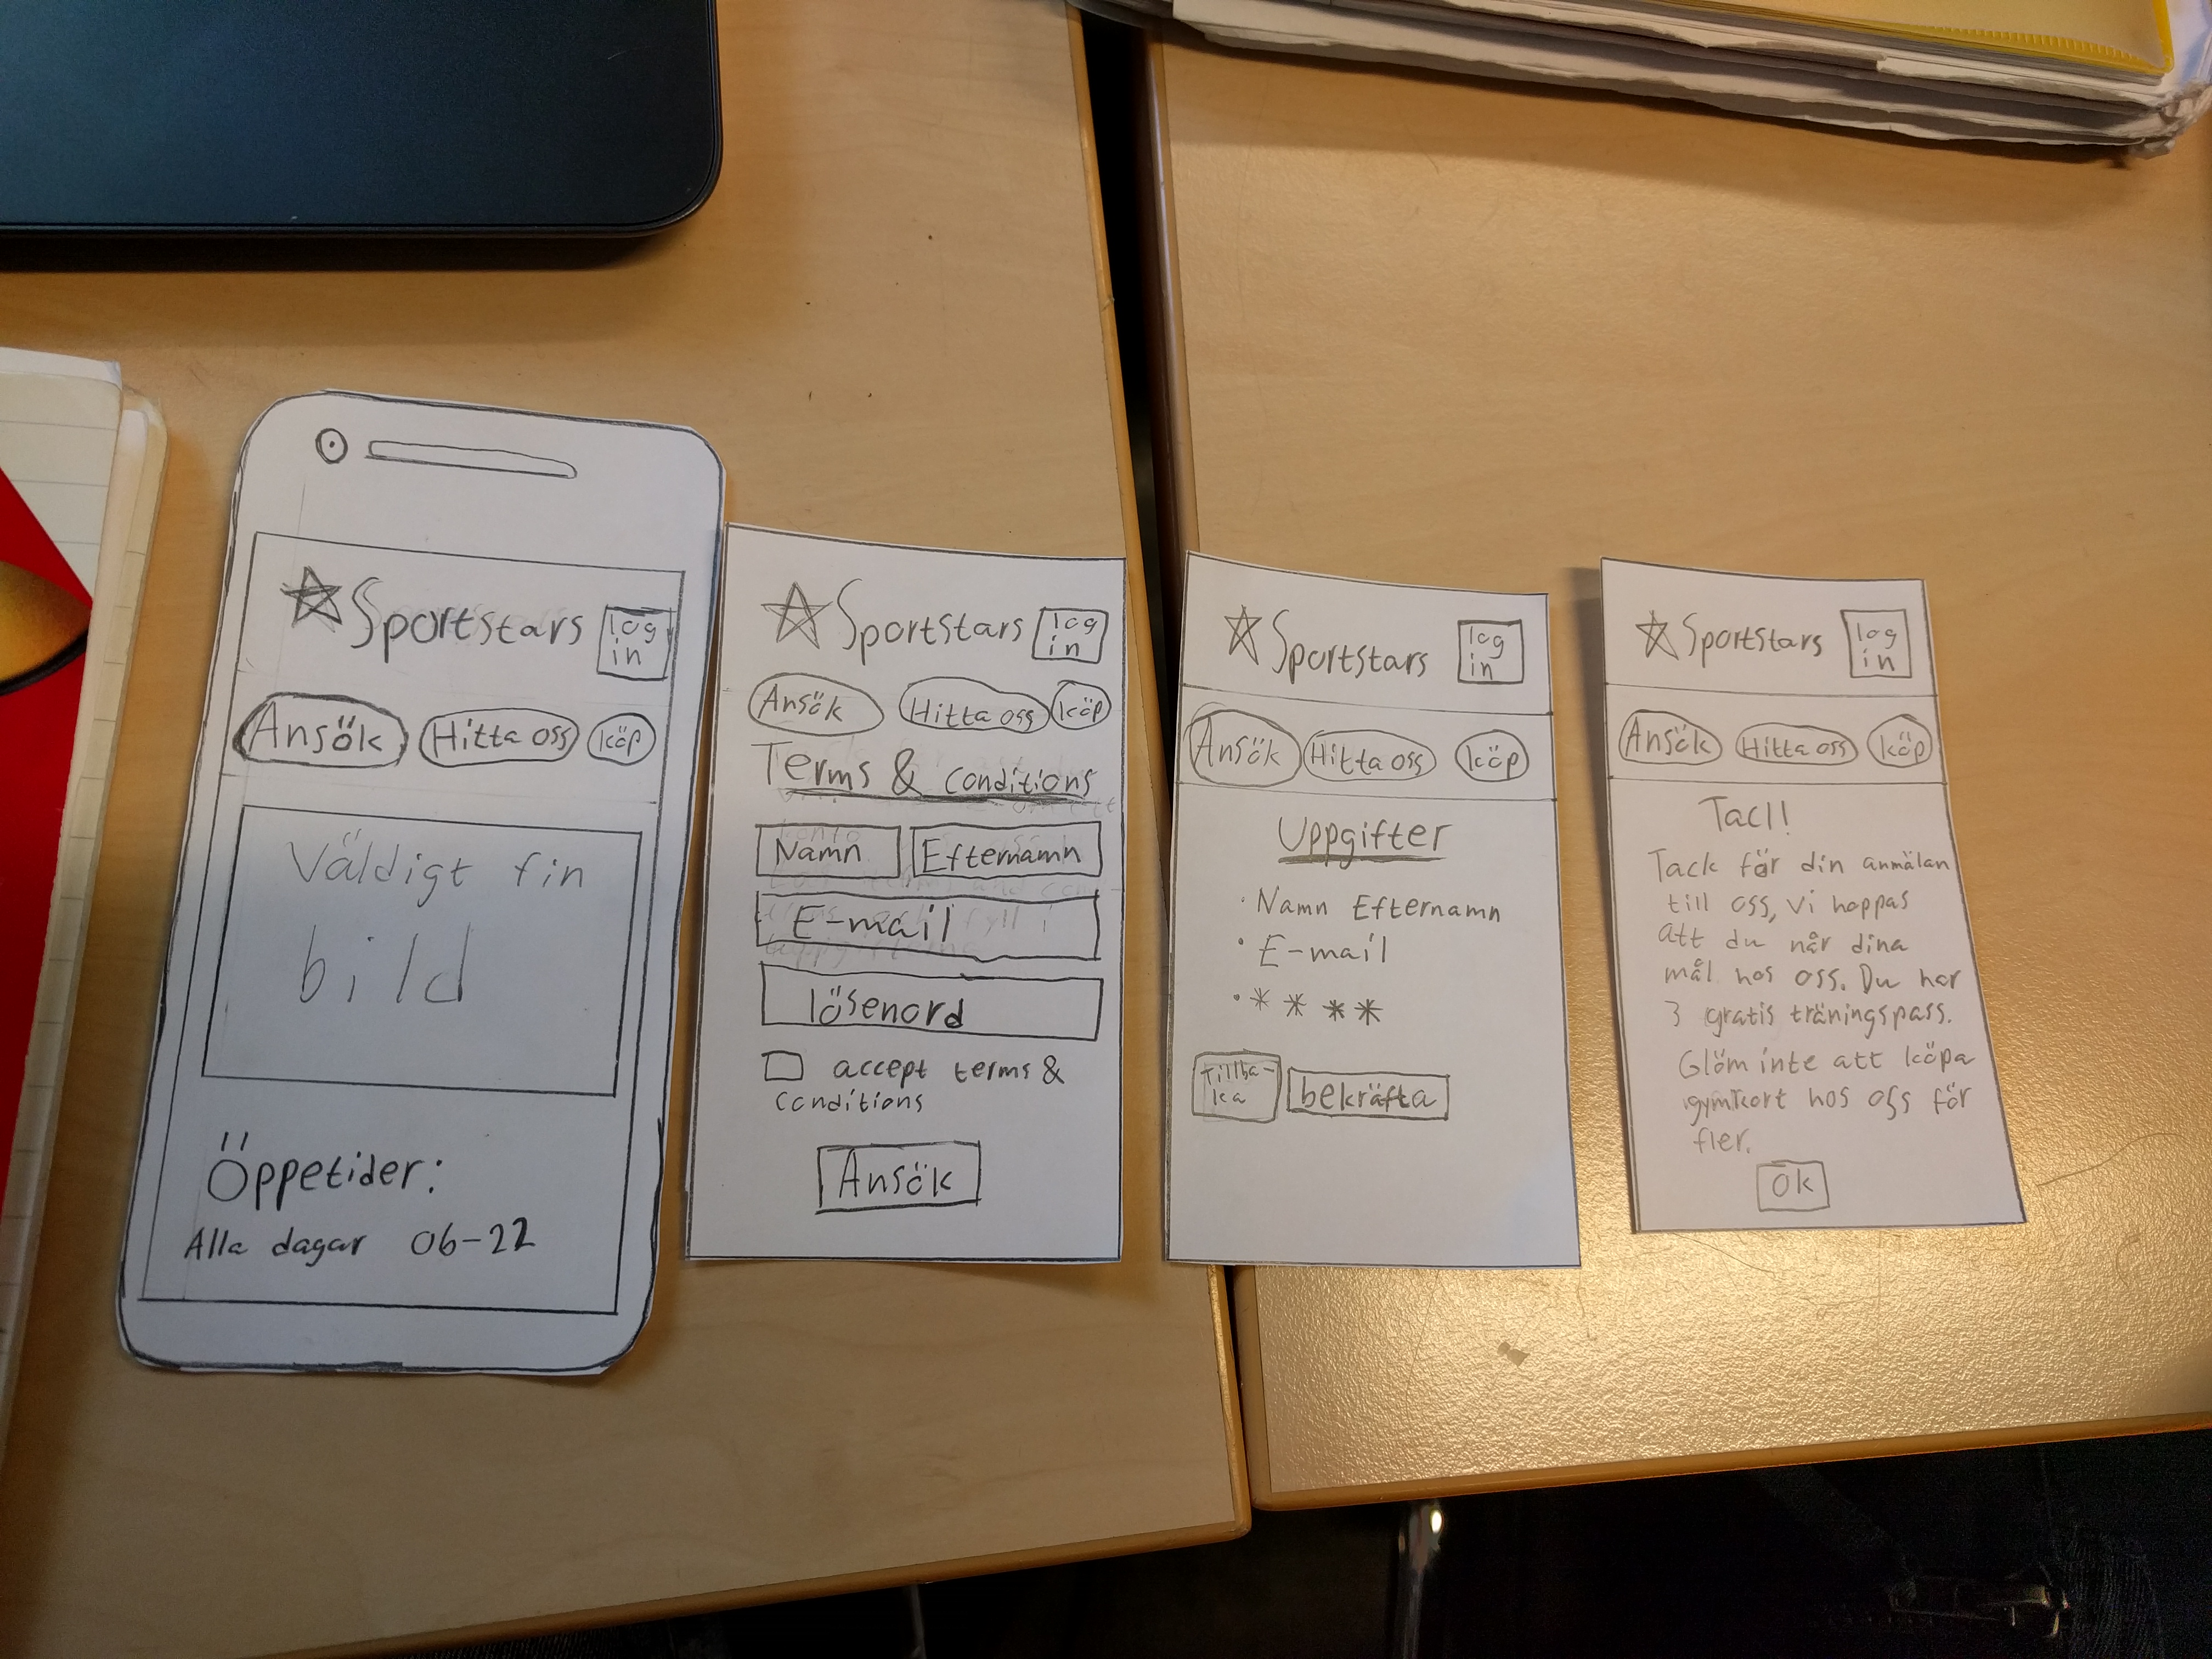 Sportstars
log
in
Ansök Hitta oss köp
Väldigt fin
bild
Öppetider:
Alla dagar 06-22
Sportstars
log
in
Ansök Hitta oss köp
Terms & conditions
Namn Efternamn
E-mail
lösenord
accept terms &
conditions
Ansök
Sportstars
log
in
Ansök Hitta oss köp
Uppgifter
· Namn Efternamn
· E-mail
· * * * *
Tillba-
ka
bekräfta
Sportstars
log
in
Ansök Hitta oss köp
Tack!
Tack för din anmälan
till oss, Vi hoppas
att du når dina
mål hos oss. Du har
3 gratis träningspass.
Glöm inte att köpa
gymkort hos oss för
fler.
Ok